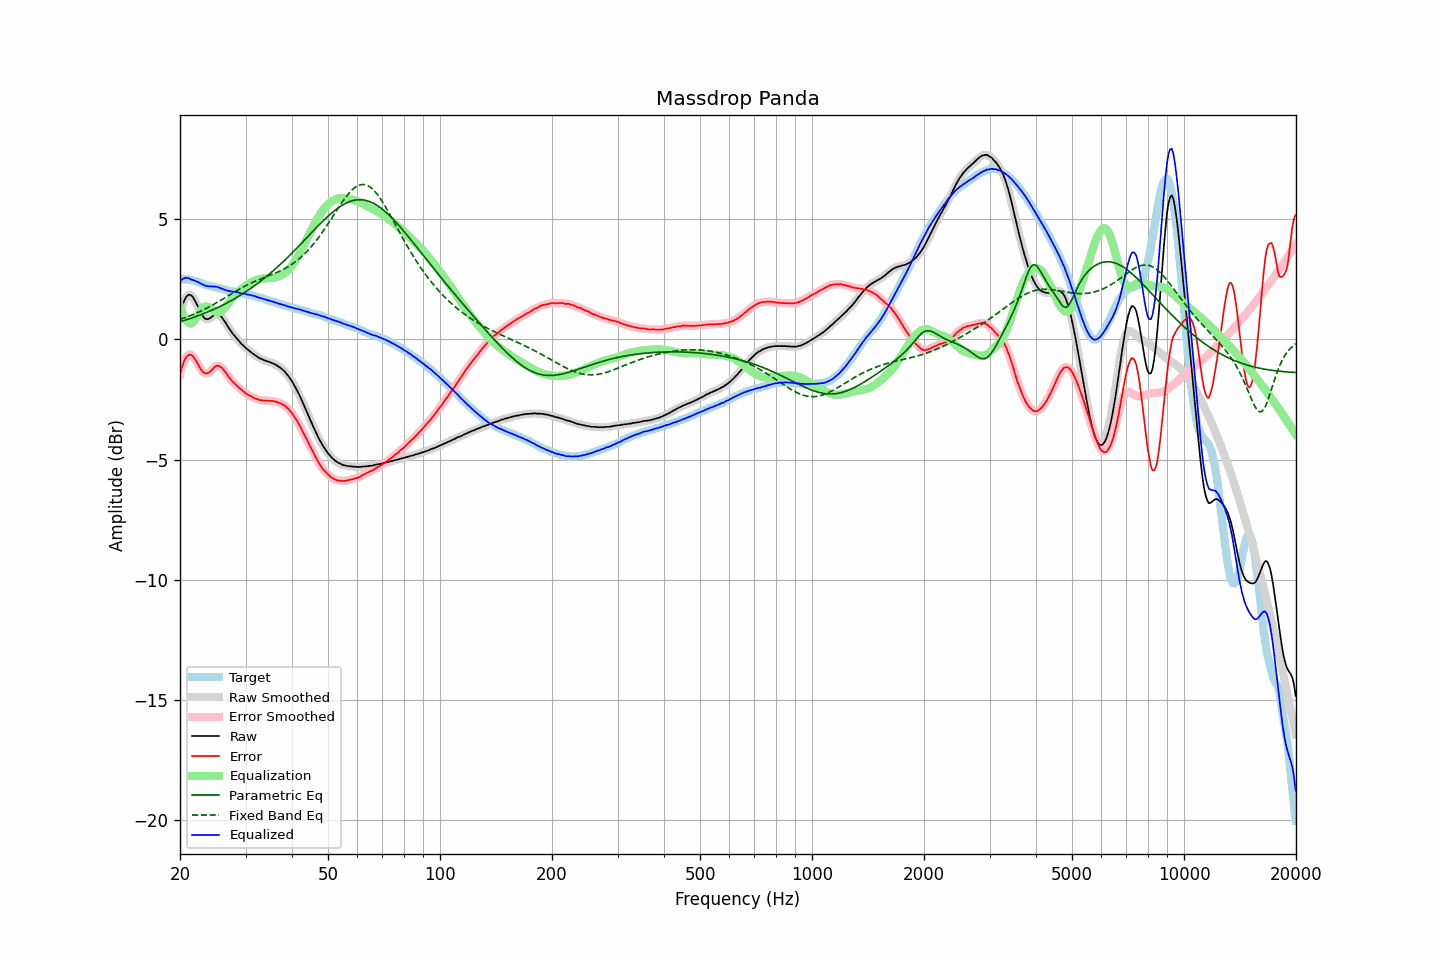 Massdrop Panda
Amplitude (dBr)
5
0
−5
−10
−15
−20
Target
Raw Smoothed
Error Smoothed
Raw
Error
Equalization
Parametric Eq
Fixed Band Eq
Equalized
20 50 100 200 500 1000 2000 5000 10000 20000
Frequency (Hz)